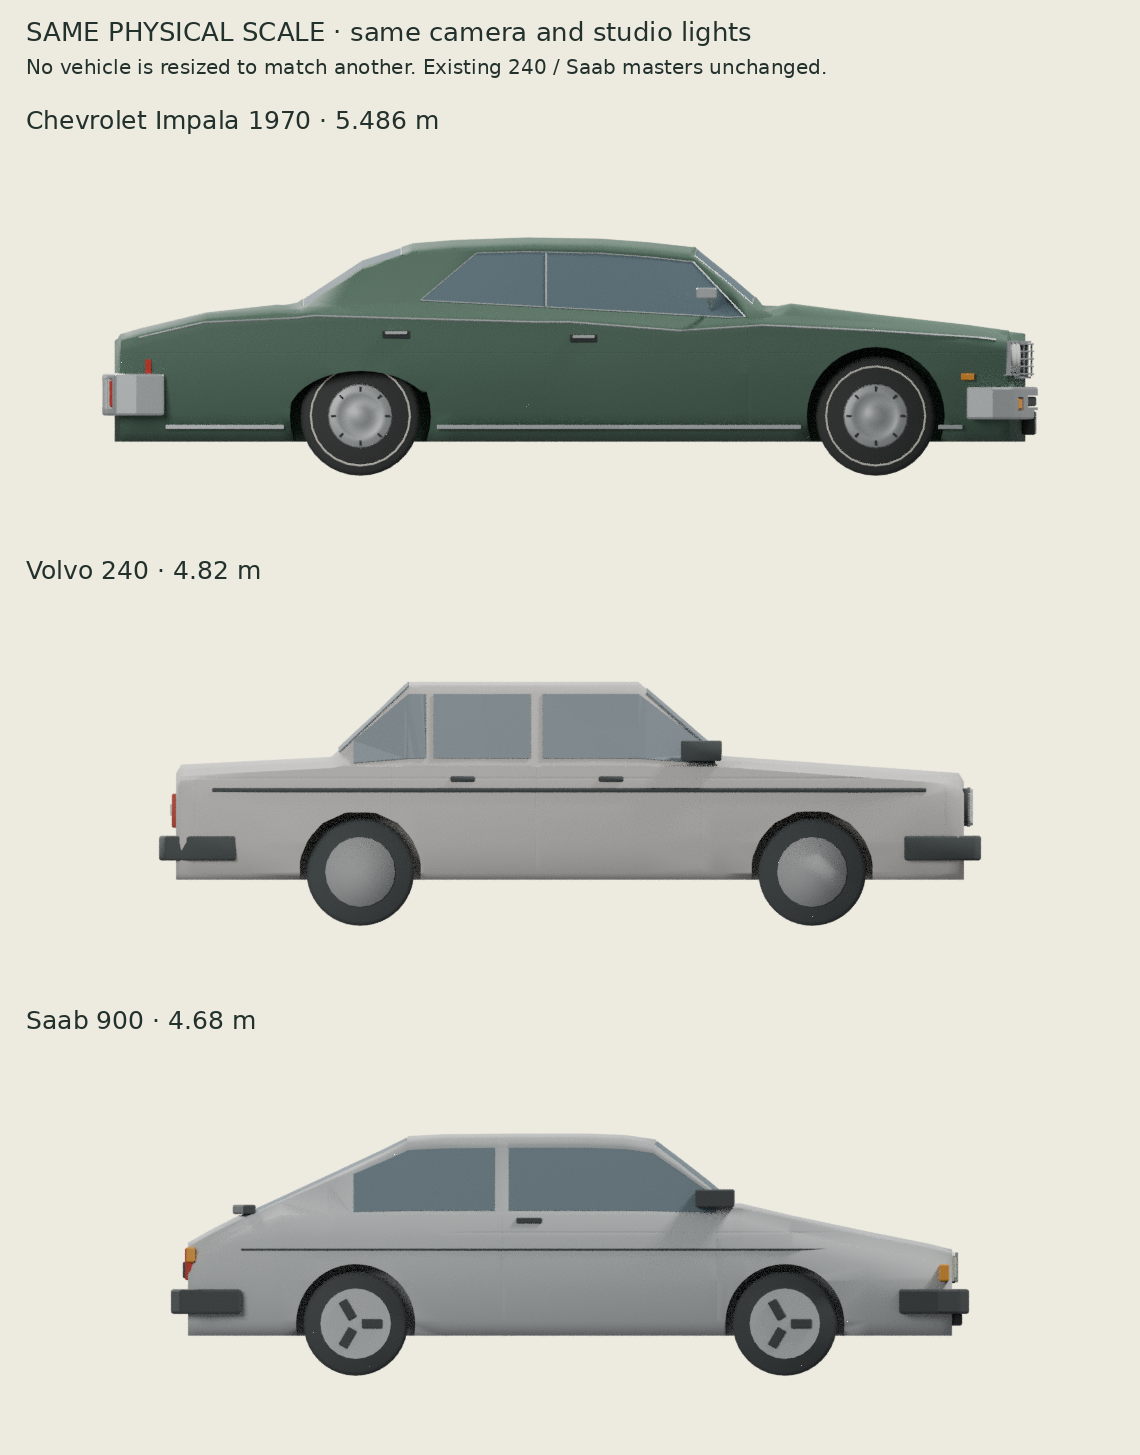 SAME PHYSICAL SCALE · same camera and studio lights
No vehicle is resized to match another. Existing 240 / Saab masters unchanged.
Chevrolet Impala 1970 · 5.486 m
Volvo 240 · 4.82 m
Saab 900 · 4.68 m